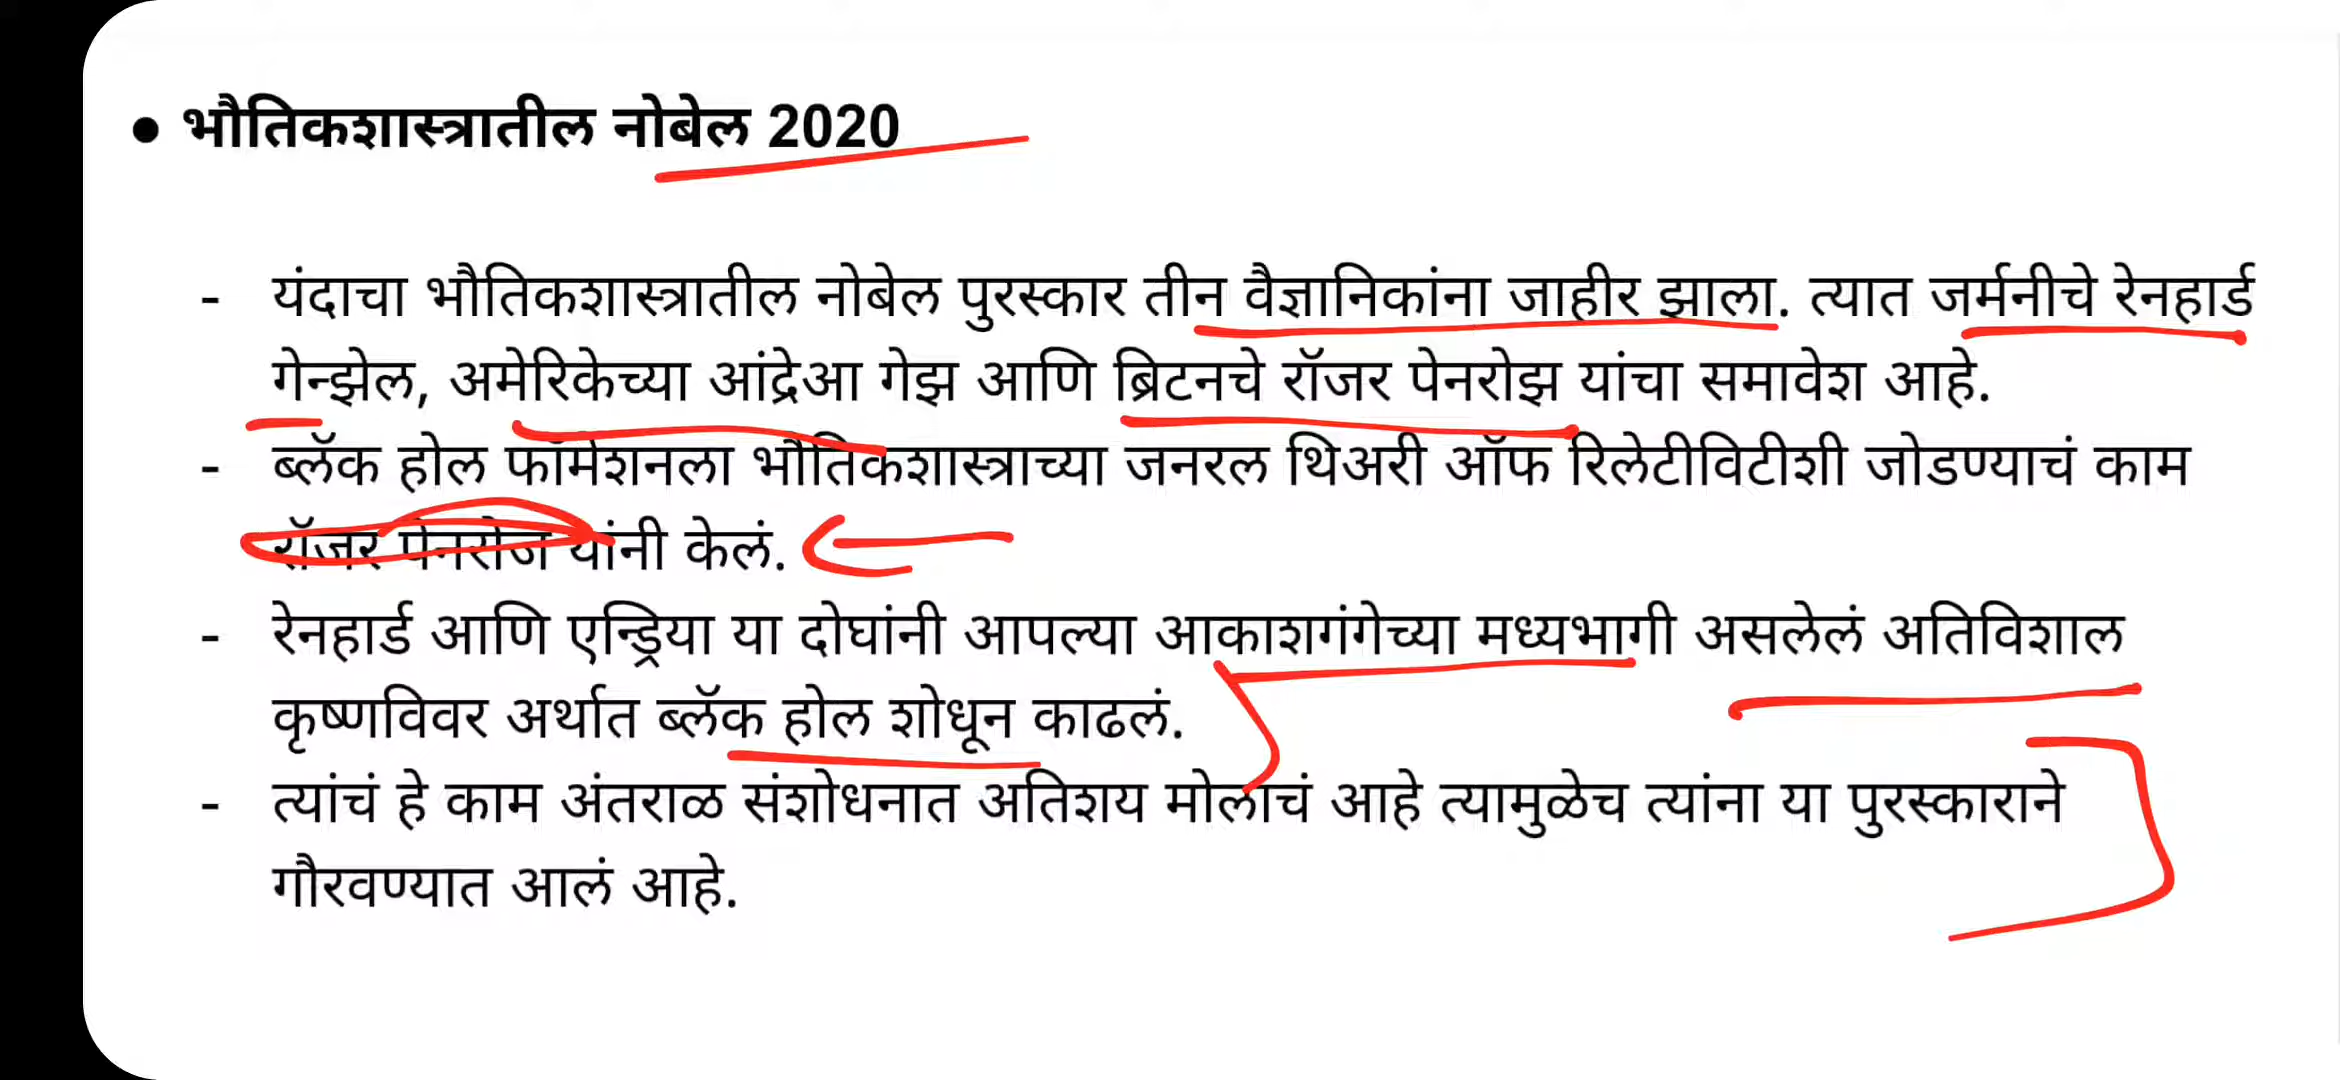 ● भौतिकशास्त्रातील नोबेल 2020
- यंदाचा भौतिकशास्त्रातील नोबेल पुरस्कार तीन वैज्ञानिकांना जाहीर झाला. त्यात जर्मनीचे रेनहार्ड
गेन्झेल, अमेरिकेच्या आंद्रेआ गेझ आणि ब्रिटनचे रॉजर पेनरोझ यांचा समावेश आहे.
- ब्लॅक होल फॉर्मेशनला भौतिकशास्त्राच्या जनरल थिअरी ऑफ रिलेटीविटीशी जोडण्याचं काम
रॉजर पेनरोज यांनी केलं.
- रेनहार्ड आणि एन्ड्रिया या दोघांनी आपल्या आकाशगंगेच्या मध्यभागी असलेलं अतिविशाल
कृष्णविवर अर्थात ब्लॅक होल शोधून काढलं.
- त्यांचं हे काम अंतराळ संशोधनात अतिशय मोलाचं आहे त्यामुळेच त्यांना या पुरस्काराने
गौरवण्यात आलं आहे.